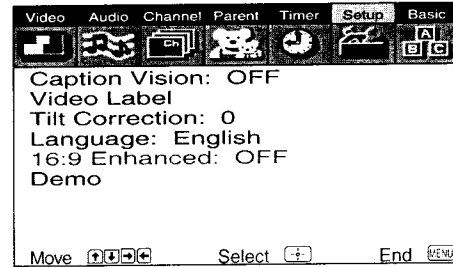 Video Audio Channel Parent Timer Setup Basic
Ch A B C
Caption Vision: OFF
Video Label
Tilt Correction: 0
Language: English
16:9 Enhanced: OFF
Demo
Move Select End MENU